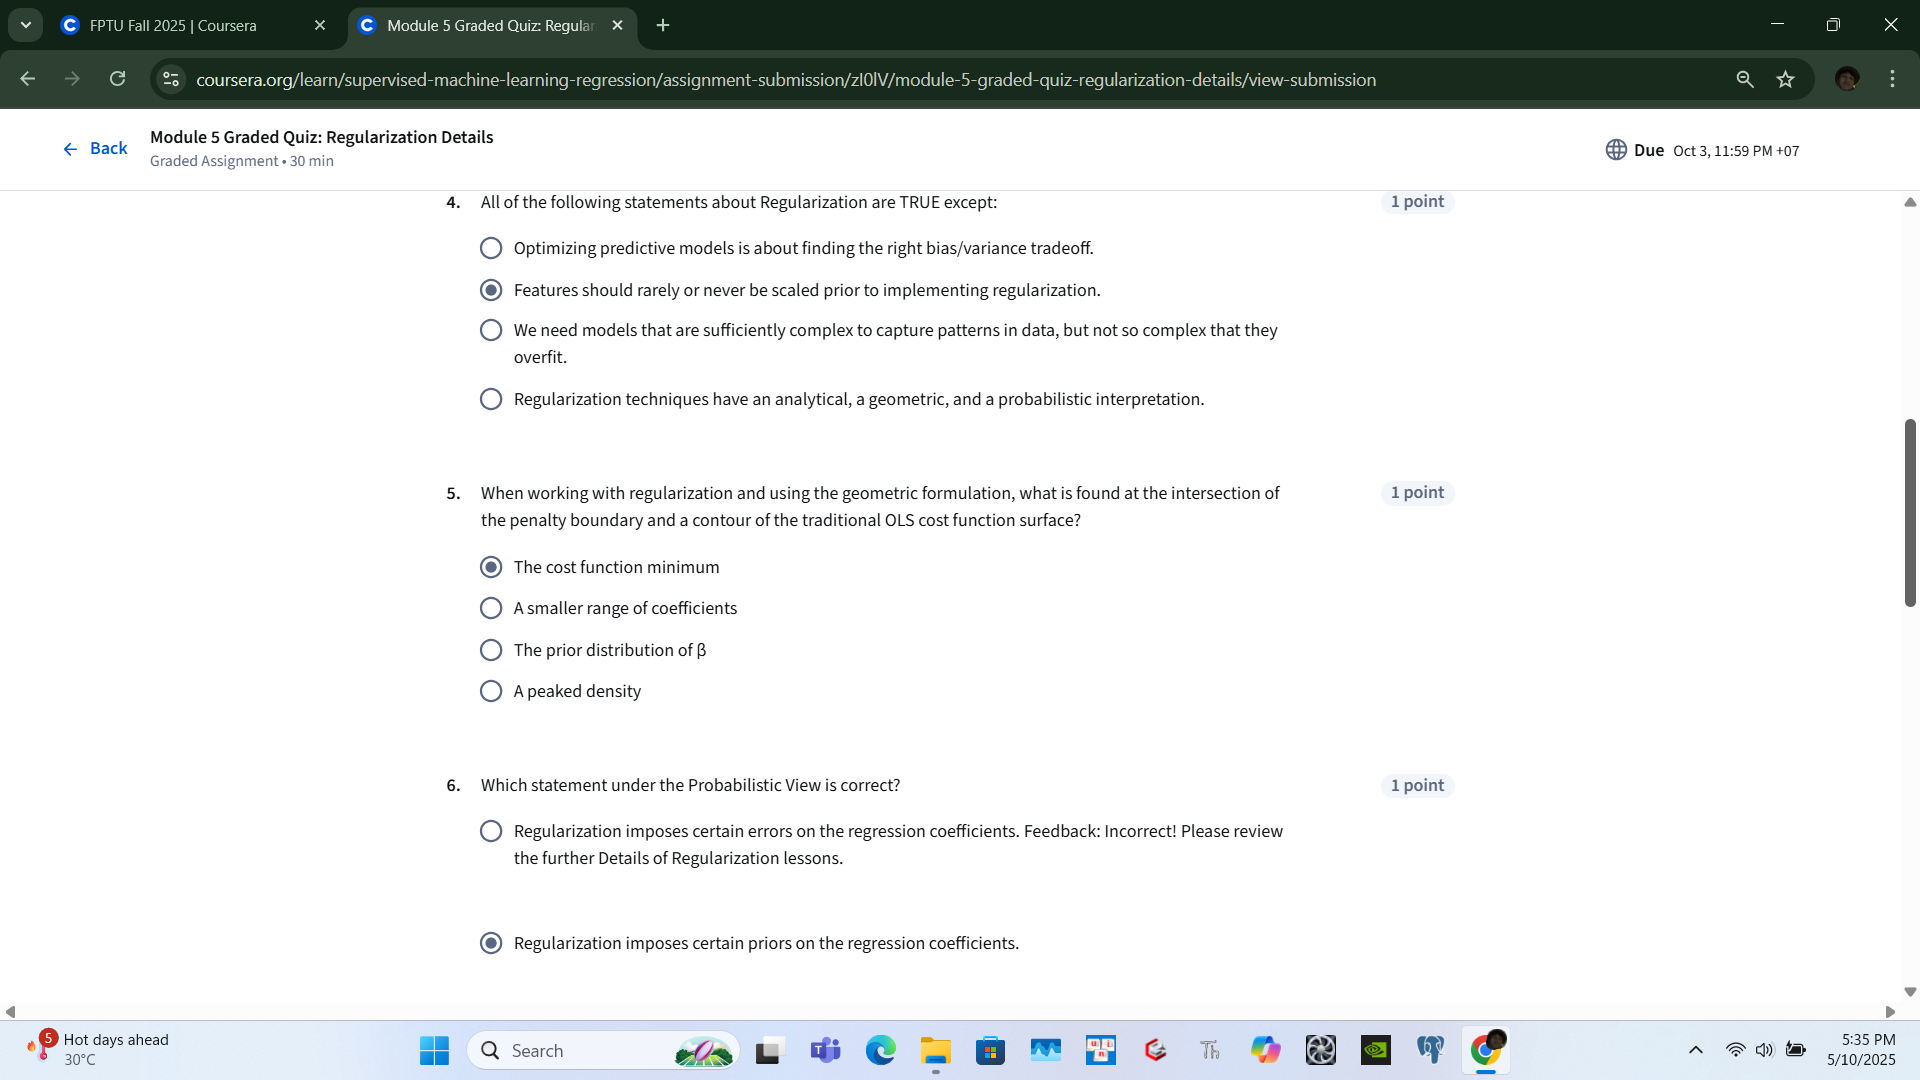 FPTU Fall 2025 | Coursera
Module 5 Graded Quiz: Regular
coursera.org/learn/supervised-machine-learning-regression/assignment-submission/zI0lV/module-5-graded-quiz-regularization-details/view-submission
Back
Module 5 Graded Quiz: Regularization Details
Graded Assignment • 30 min
Due Oct 3, 11:59 PM +07
4. All of the following statements about Regularization are TRUE except:
1 point
Optimizing predictive models is about finding the right bias/variance tradeoff.
Features should rarely or never be scaled prior to implementing regularization.
We need models that are sufficiently complex to capture patterns in data, but not so complex that they
overfit.
Regularization techniques have an analytical, a geometric, and a probabilistic interpretation.
5. When working with regularization and using the geometric formulation, what is found at the intersection of
the penalty boundary and a contour of the traditional OLS cost function surface?
1 point
The cost function minimum
A smaller range of coefficients
The prior distribution of β
A peaked density
6. Which statement under the Probabilistic View is correct?
1 point
Regularization imposes certain errors on the regression coefficients. Feedback: Incorrect! Please review
the further Details of Regularization lessons.
Regularization imposes certain priors on the regression coefficients.
5
Hot days ahead
30°C
Search
Th
5:35 PM
5/10/2025